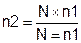 n2 = N * n1
N = n1